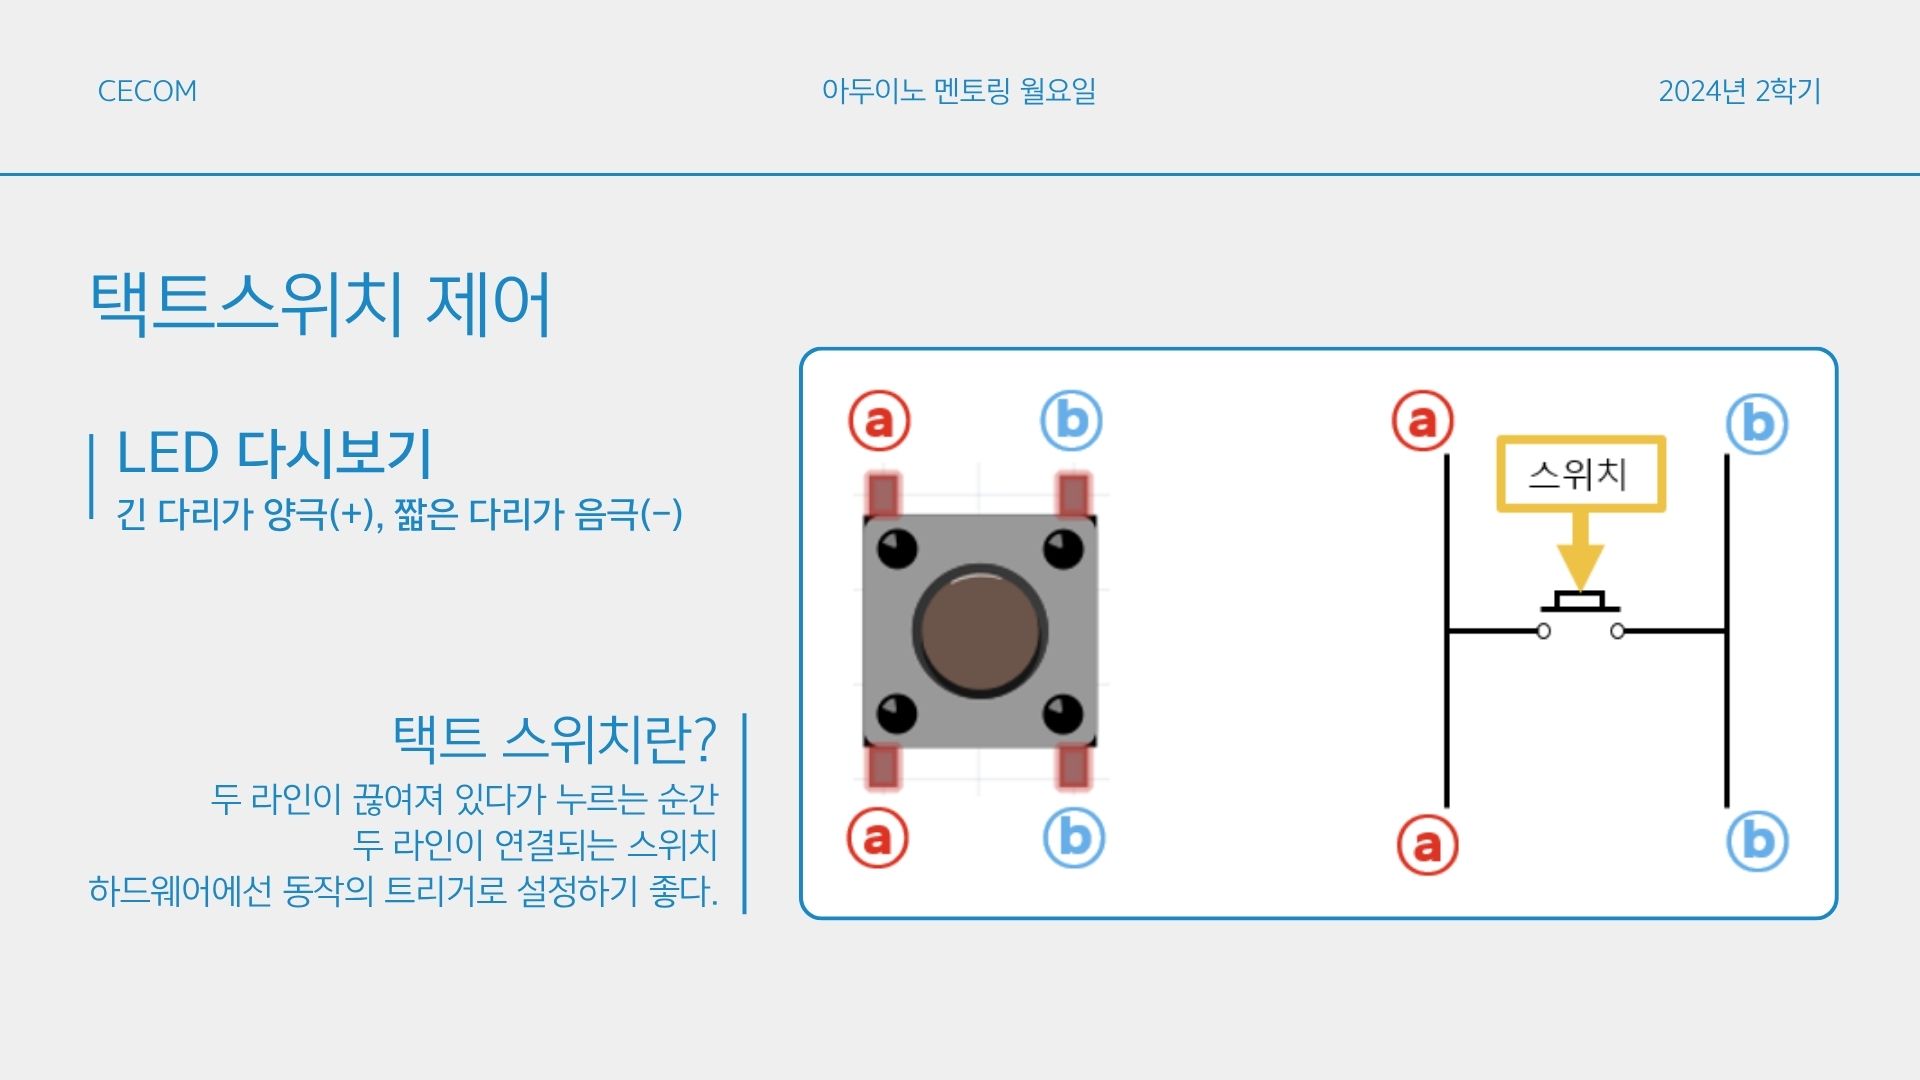 CECOM
아두이노 멘토링 월요일
2024년 2학기
택트스위치 제어
LED 다시보기
긴 다리가 양극(+), 짧은 다리가 음극(-)
택트 스위치란?
두 라인이 끊여져 있다가 누르는 순간
두 라인이 연결되는 스위치
하드웨어에선 동작의 트리거로 설정하기 좋다.
ⓐ ⓑ
ⓐ ⓑ
ⓐ ⓑ
스위치
ⓐ ⓑ